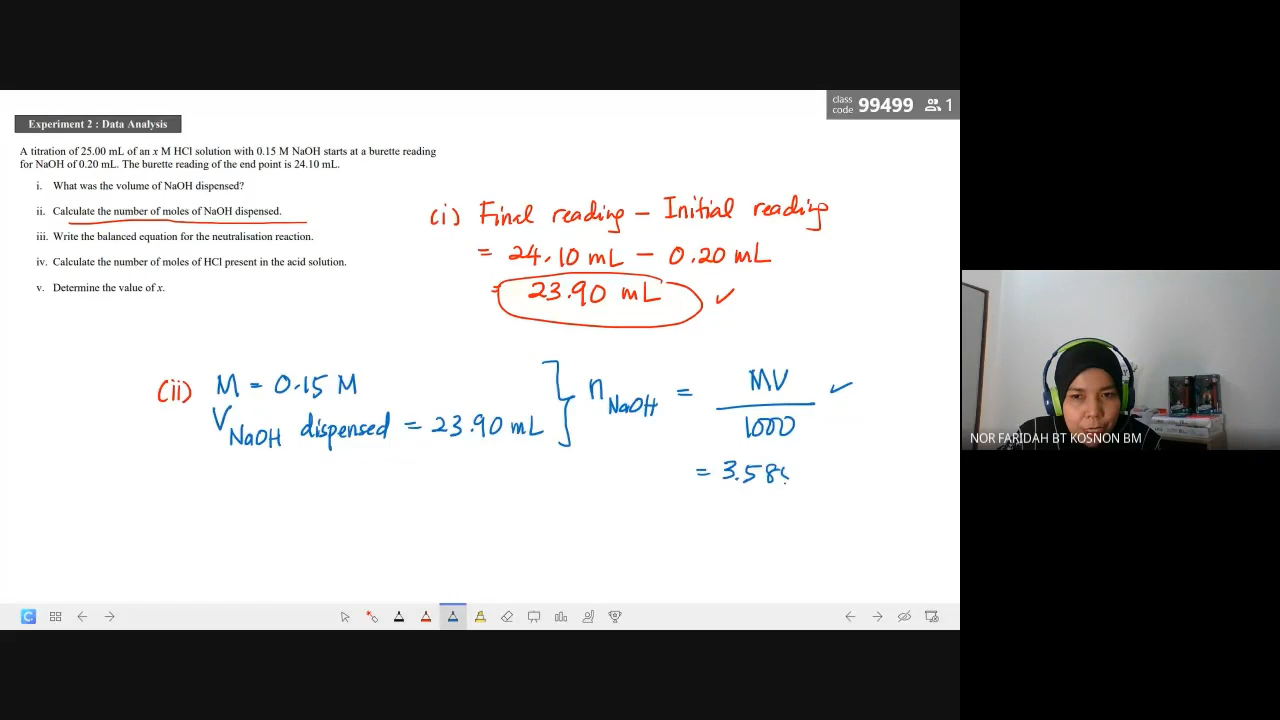 class code 99499 1
Experiment 2 : Data Analysis
A titration of 25.00 mL of an x M HCl solution with 0.15 M NaOH starts at a burette reading
for NaOH of 0.20 mL. The burette reading of the end point is 24.10 mL.
i. What was the volume of NaOH dispensed?
ii. Calculate the number of moles of NaOH dispensed.
iii. Write the balanced equation for the neutralisation reaction.
iv. Calculate the number of moles of HCl present in the acid solution.
v. Determine the value of x.
(i) Final reading - Initial reading
= 24.10 mL - 0.20 mL
= 23.90 mL ✓
(ii) M = 0.15 M
V NaOH dispensed = 23.90 mL
n NaOH = MV / 1000 ✓
= 3.58
NOR FARIDAH BT KOSNON BM